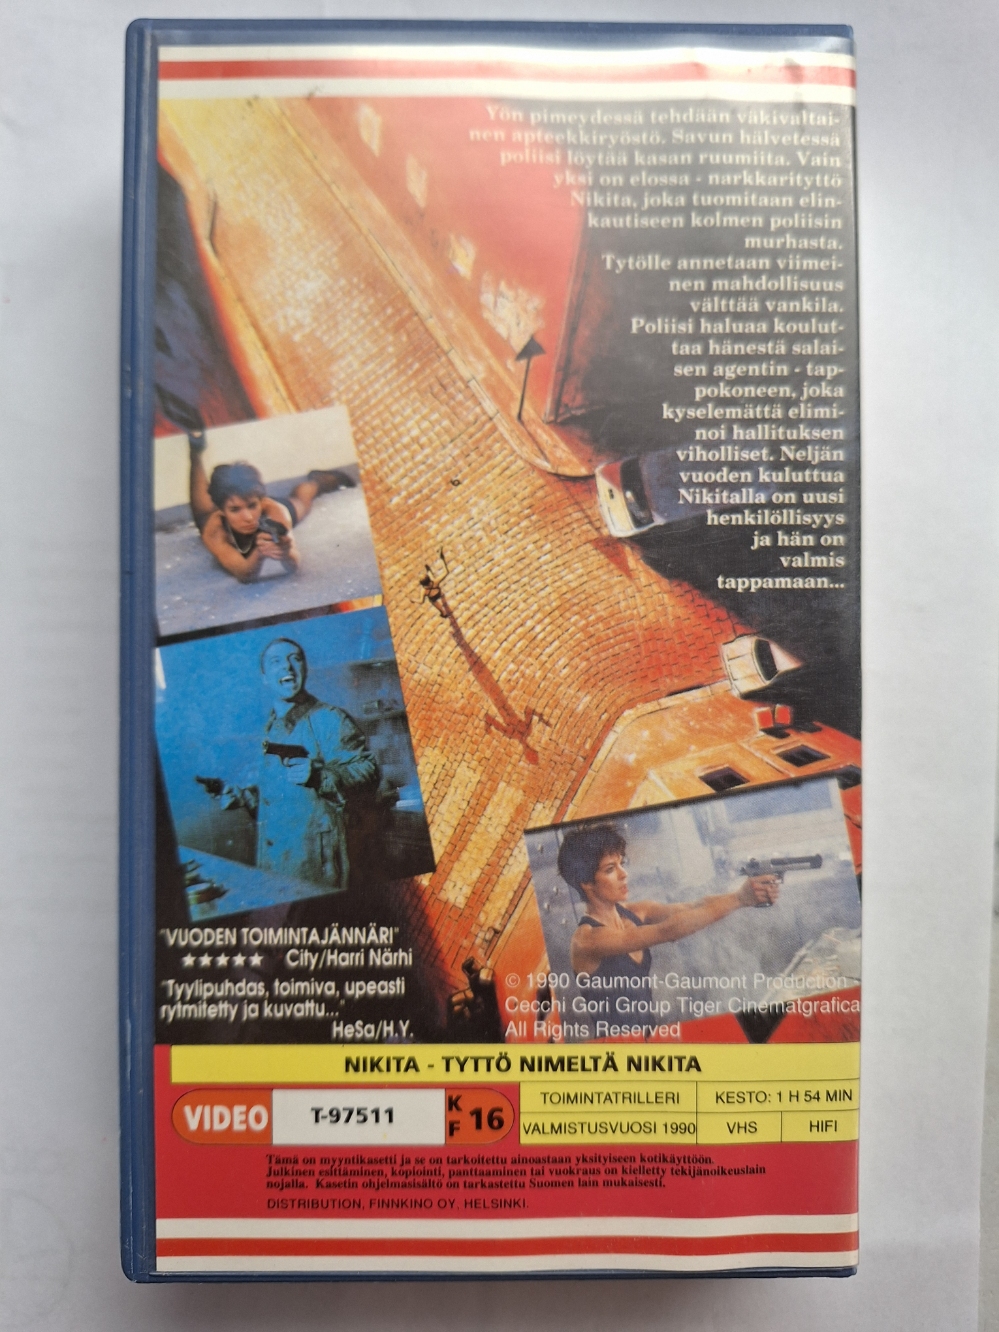 Yön pimeydessä tehdään väkivaltai-
nen apteekkiryöstö. Savun hälvetessä
poliisi löytää kasan ruumiita. Vain
yksi on elossa - narkkarityttö
Nikita, joka tuomitaan elin-
kautiseen kolmen poliisin
murhasta.
Tytölle annetaan viimei-
nen mahdollisuus
välttää vankila.
Poliisi haluaa koulut-
taa hänestä salai-
sen agentin - tap-
pokoneen, joka
kyselemättä elimi-
noi hallituksen
viholliset. Neljän
vuoden kuluttua
Nikitalla on uusi
henkilöllisyys
ja hän on
valmis
tappamaan...
"VUODEN TOIMINTAJÄNNÄRI"
★★★★★ City/Harri Närhi
"Tyylipuhdas, toimiva, upeasti
rytmitetty ja kuvattu..."
HeSa/H.Y.
© 1990 Gaumont-Gaumont Production -
Cecchi Gori Group Tiger Cinematgrafica
All Rights Reserved
NIKITA - TYTTÖ NIMELTÄ NIKITA
VIDEO T-97511 KF 16
TOIMINTATRILLERI KESTO: 1 H 54 MIN
VALMISTUSVUOSI 1990 VHS HIFI
Tämä on myyntikasetti ja se on tarkoitettu ainoastaan yksityiseen kotikäyttöön.
Julkinen esittäminen, kopiointi, panttaaminen tai vuokraus on kielletty tekijänoikeuslain
nojalla. Kasetin ohjelmasisältö on tarkastettu Suomen lain mukaisesti.
DISTRIBUTION, FINNKINO OY, HELSINKI.